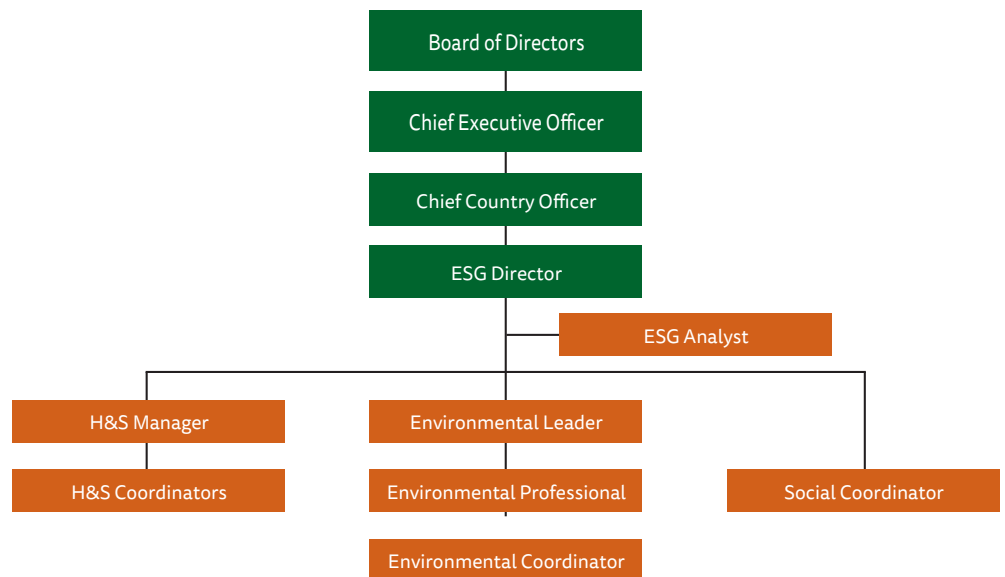 Board of Directors
Chief Executive Officer
Chief Country Officer
ESG Director
ESG Analyst
H&S Manager
Environmental Leader
H&S Coordinators
Environmental Professional
Social Coordinator
Environmental Coordinator